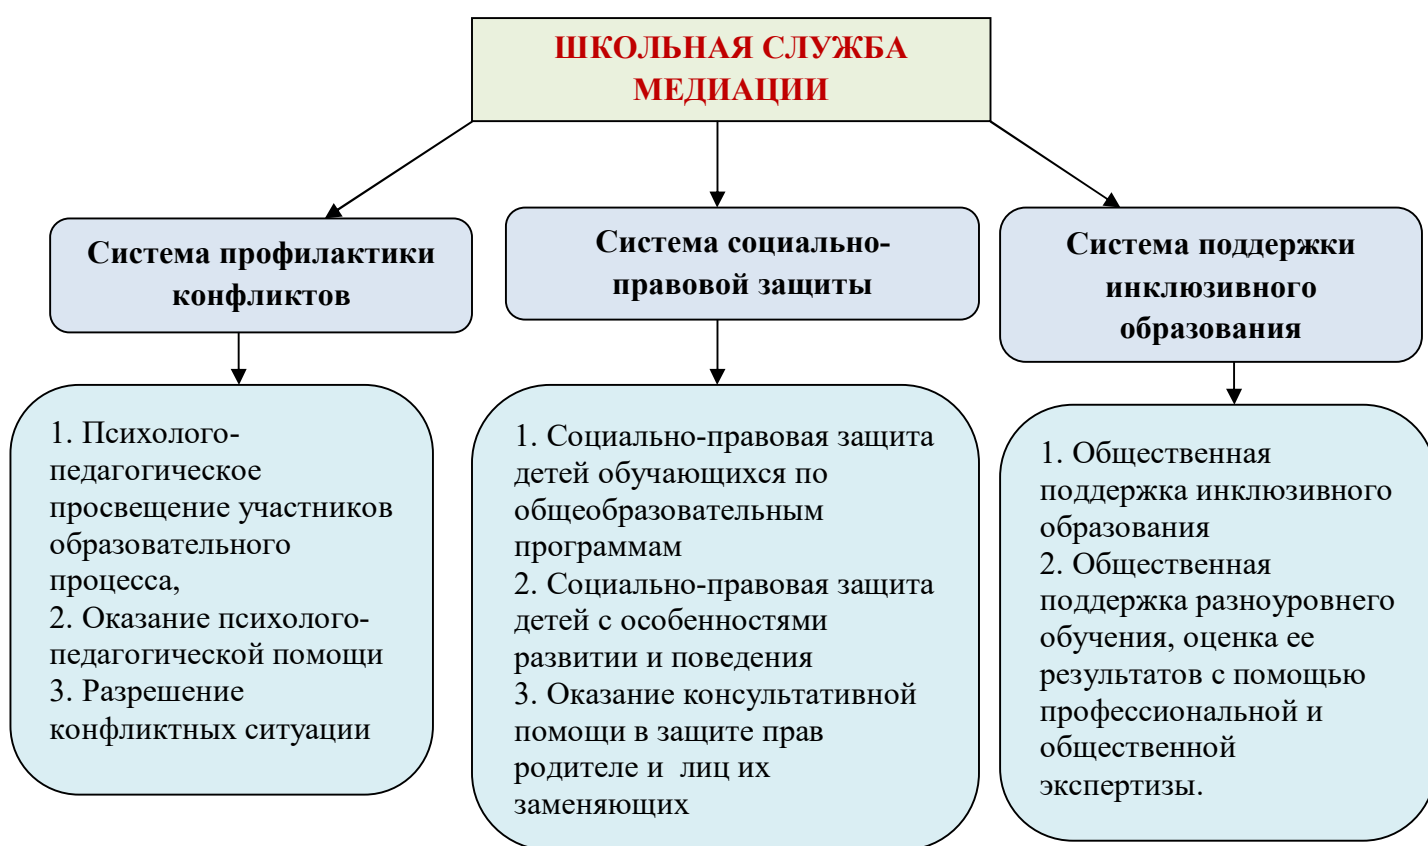 ШКОЛЬНАЯ СЛУЖБА
МЕДИАЦИИ
Система профилактики
конфликтов
Система социально-
правовой защиты
Система поддержки
инклюзивного
образования
1. Психолого-
педагогическое
просвещение участников
образовательного
процесса,
2. Оказание психолого-
педагогической помощи
3. Разрешение
конфликтных ситуации
1. Социально-правовая защита
детей обучающихся по
общеобразовательным
программам
2. Социально-правовая защита
детей с особенностями
развитии и поведения
3. Оказание консультативной
помощи в защите прав
родителе и  лиц их
заменяющих
1. Общественная
поддержка инклюзивного
образования
2. Общественная
поддержка разноуровнего
обучения, оценка ее
результатов с помощью
профессиональной и
общественной
экспертизы.